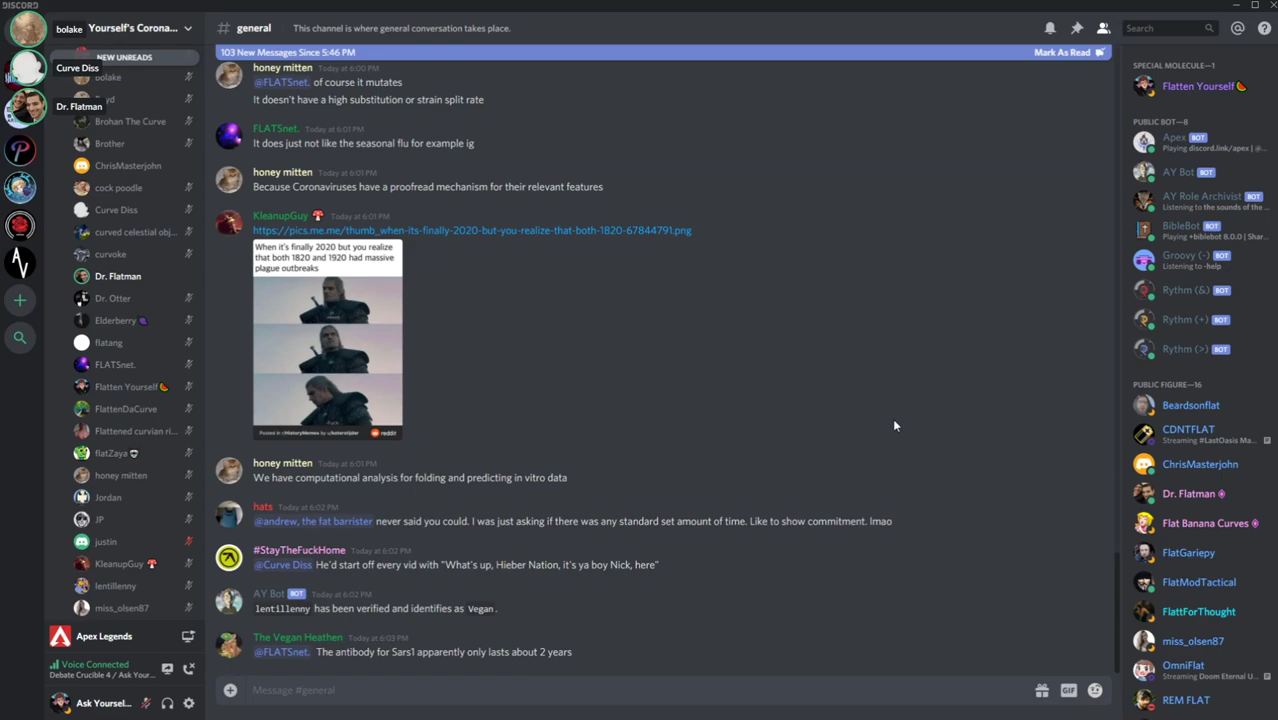 DISCORD
bolake
Yourself's Corona...
Curve Diss
Dr. Flatman
NEW UNREADS
bolake
Brohan The Curve
Brother
ChrisMasterjohn
cock poodle
Curve Diss
curved celestial obj...
curvoke
Dr. Flatman
Dr. Otter
Elderberry
flatang
FLATSnet.
Flatten Yourself
FlattenDaCurve
Flattened curvian ri...
flatZaya
honey mitten
Jordan
JP
justin
KleanupGuy
lentillenny
miss_olsen87
Apex Legends
Voice Connected
Debate Crucible 4 / Ask Your...
Ask Yoursel...
# general
This channel is where general conversation takes place.
Search
103 New Messages Since 5:46 PM
Mark As Read
honey mitten Today at 6:00 PM
@FLATSnet. of course it mutates
It doesn't have a high substitution or strain split rate
FLATSnet. Today at 6:01 PM
It does just not like the seasonal flu for example ig
honey mitten Today at 6:01 PM
Because Coronaviruses have a proofread mechanism for their relevant features
KleanupGuy Today at 6:01 PM
https://pics.me.me/thumb_when-its-finally-2020-but-you-realize-that-both-1820-67844791.png
When it's finally 2020 but you realize
that both 1820 and 1920 had massive
plague outbreaks
Fuck
Posted in r/HistoryMemes by
reddit
honey mitten Today at 6:01 PM
We have computational analysis for folding and predicting in vitro data
hats Today at 6:02 PM
@andrew, the fat barrister never said you could. I was just asking if there was any standard set amount of time. Like to show commitment. lmao
#StayTheFuckHome Today at 6:02 PM
@Curve Diss He'd start off every vid with "What's up, Hieber Nation, it's ya boy Nick, here"
AY Bot BOT Today at 6:02 PM
lentillenny has been verified and identifies as Vegan.
The Vegan Heathen Today at 6:03 PM
@FLATSnet. The antibody for Sars1 apparently only lasts about 2 years
Message #general
GIF
SPECIAL MOLECULE—1
Flatten Yourself
PUBLIC BOT—8
Apex BOT
Playing discord.link/apex | @...
AY Bot BOT
AY Role Archivist BOT
Listening to the sounds of the ...
BibleBot BOT
Playing +biblebot 8.0.0 | Shar...
Groovy (-) BOT
Listening to -help
Rythm (&) BOT
Rythm (+) BOT
Rythm (>) BOT
PUBLIC FIGURE—16
Beardsonflat
CDNTFLAT
Streaming #LastOasis Ma...
ChrisMasterjohn
Dr. Flatman
Flat Banana Curves
FlatGariepy
FlatModTactical
FlattForThought
miss_olsen87
OmniFlat
Streaming Doom Eternal U...
REM FLAT